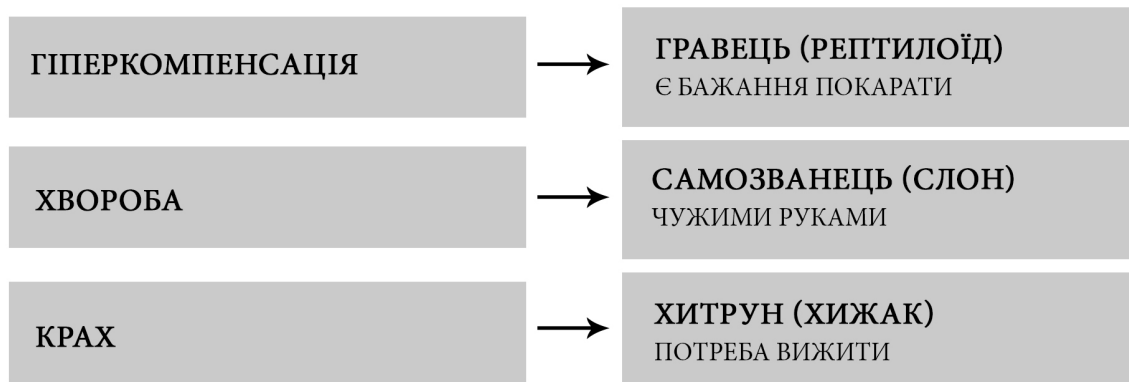 ГІПЕРКОМПЕНСАЦІЯ
ГРАВЕЦЬ (РЕПТИЛОЇД)
Є БАЖАННЯ ПОКАРАТИ
ХВОРОБА
САМОЗВАНЕЦЬ (СЛОН)
ЧУЖИМИ РУКАМИ
КРАХ
ХИТРУН (ХИЖАК)
ПОТРЕБА ВИЖИТИ